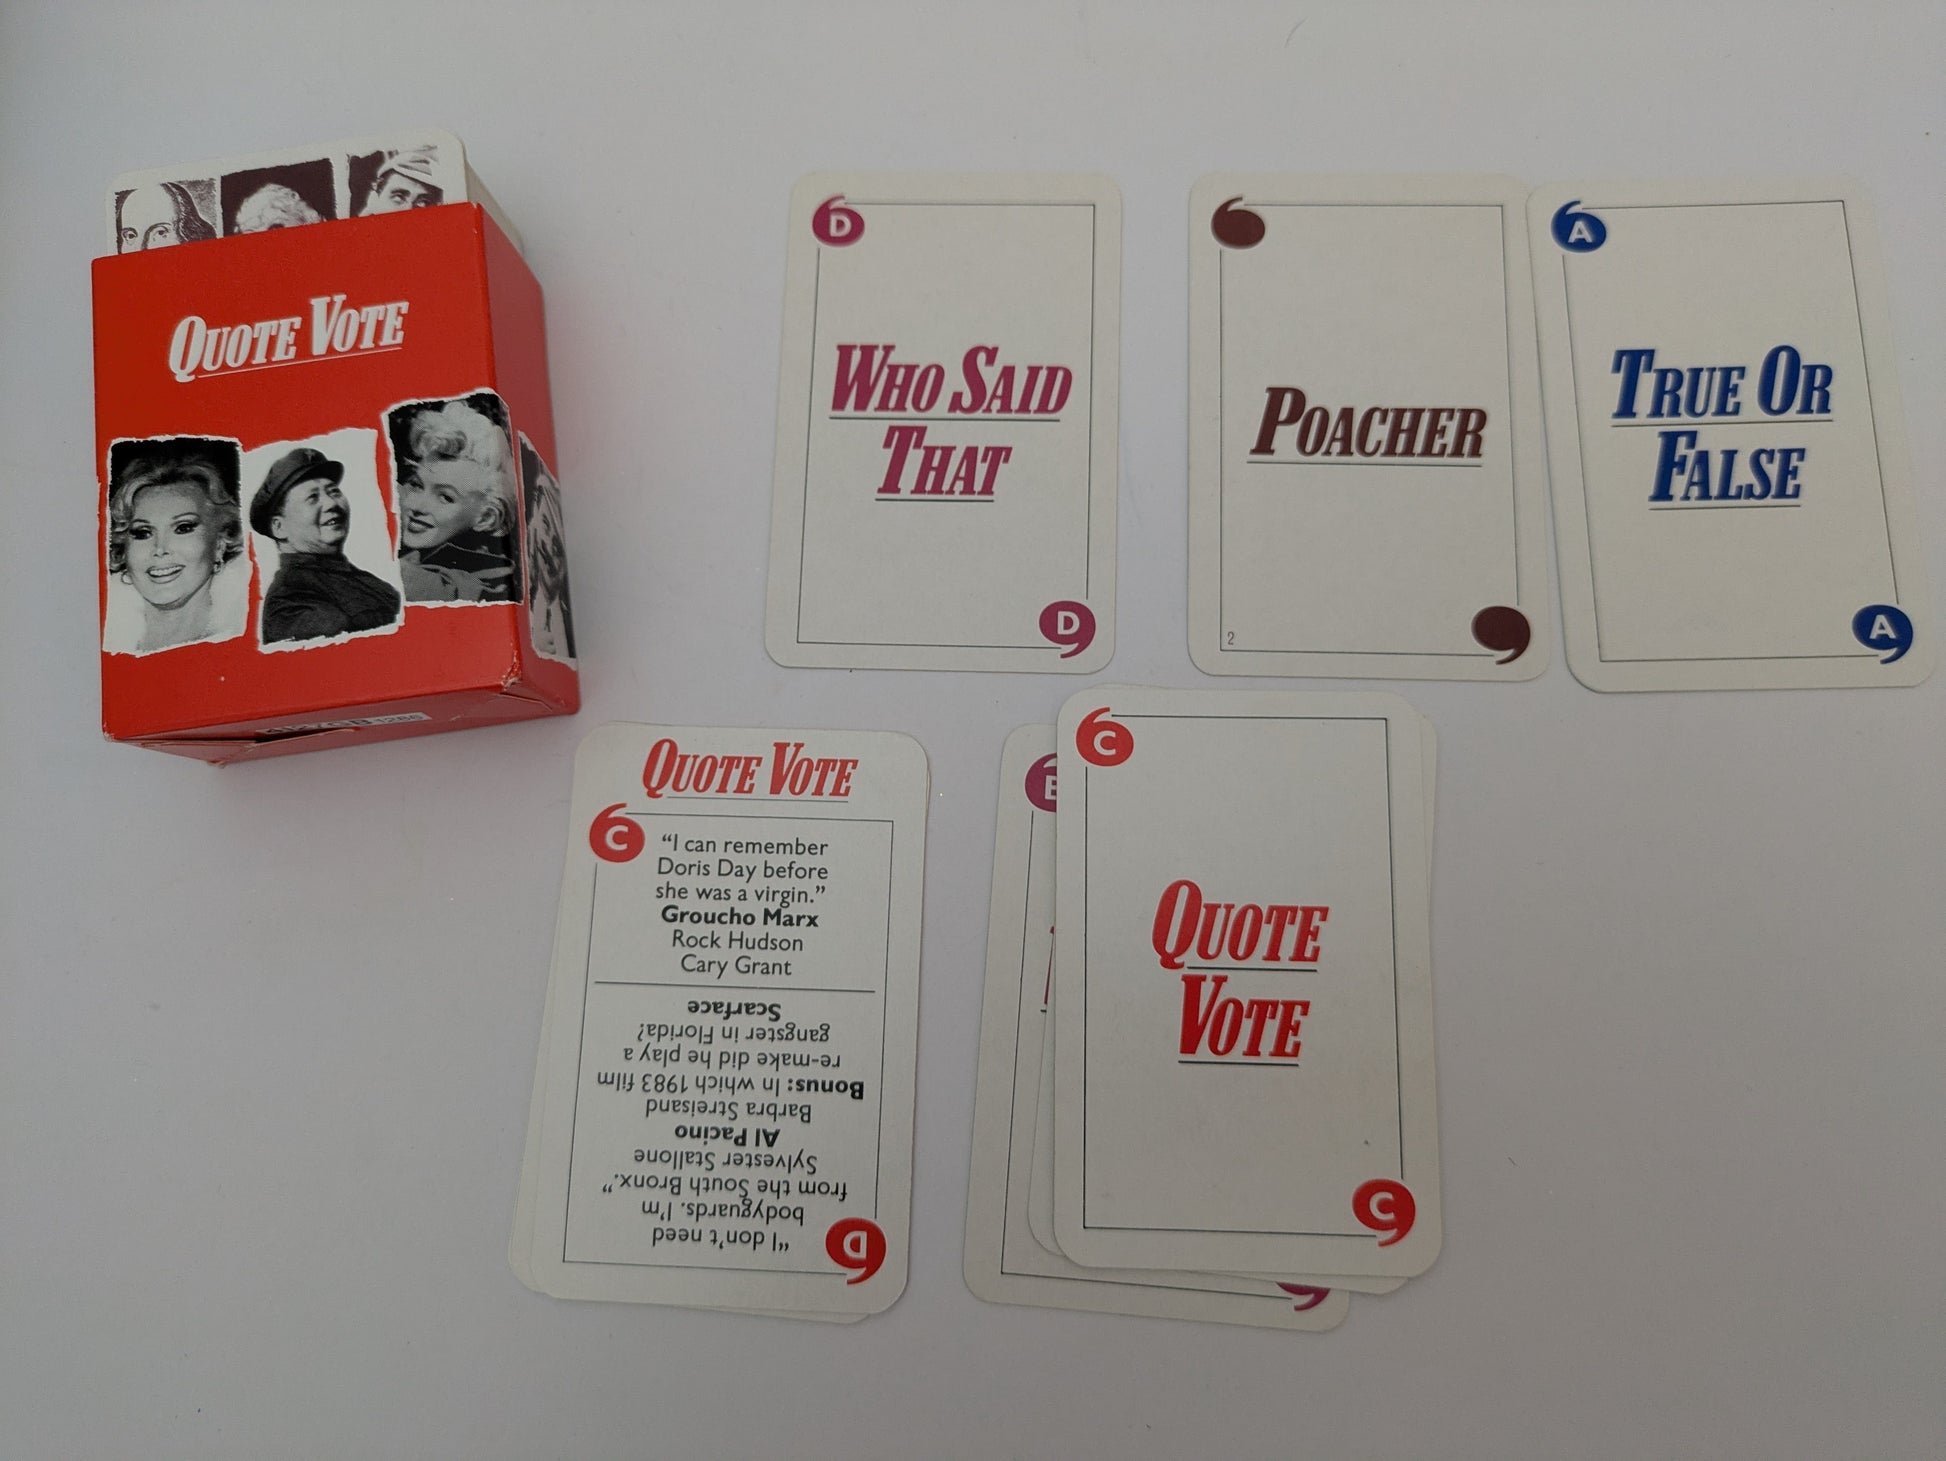 QUOTE VOTE
1286
D
WHO SAID
THAT
D
POACHER
2
A
TRUE OR
FALSE
A
QUOTE VOTE
C
“I can remember
Doris Day before
she was a virgin.”
Groucho Marx
Rock Hudson
Cary Grant
D
“I don’t need
bodyguards. I’m
from the South Bronx.”
Sylvester Stallone
Al Pacino
Barbra Streisand
Bonus: In which 1983 film
re-make did he play a
gangster in Florida?
Scarface
C
QUOTE
VOTE
C